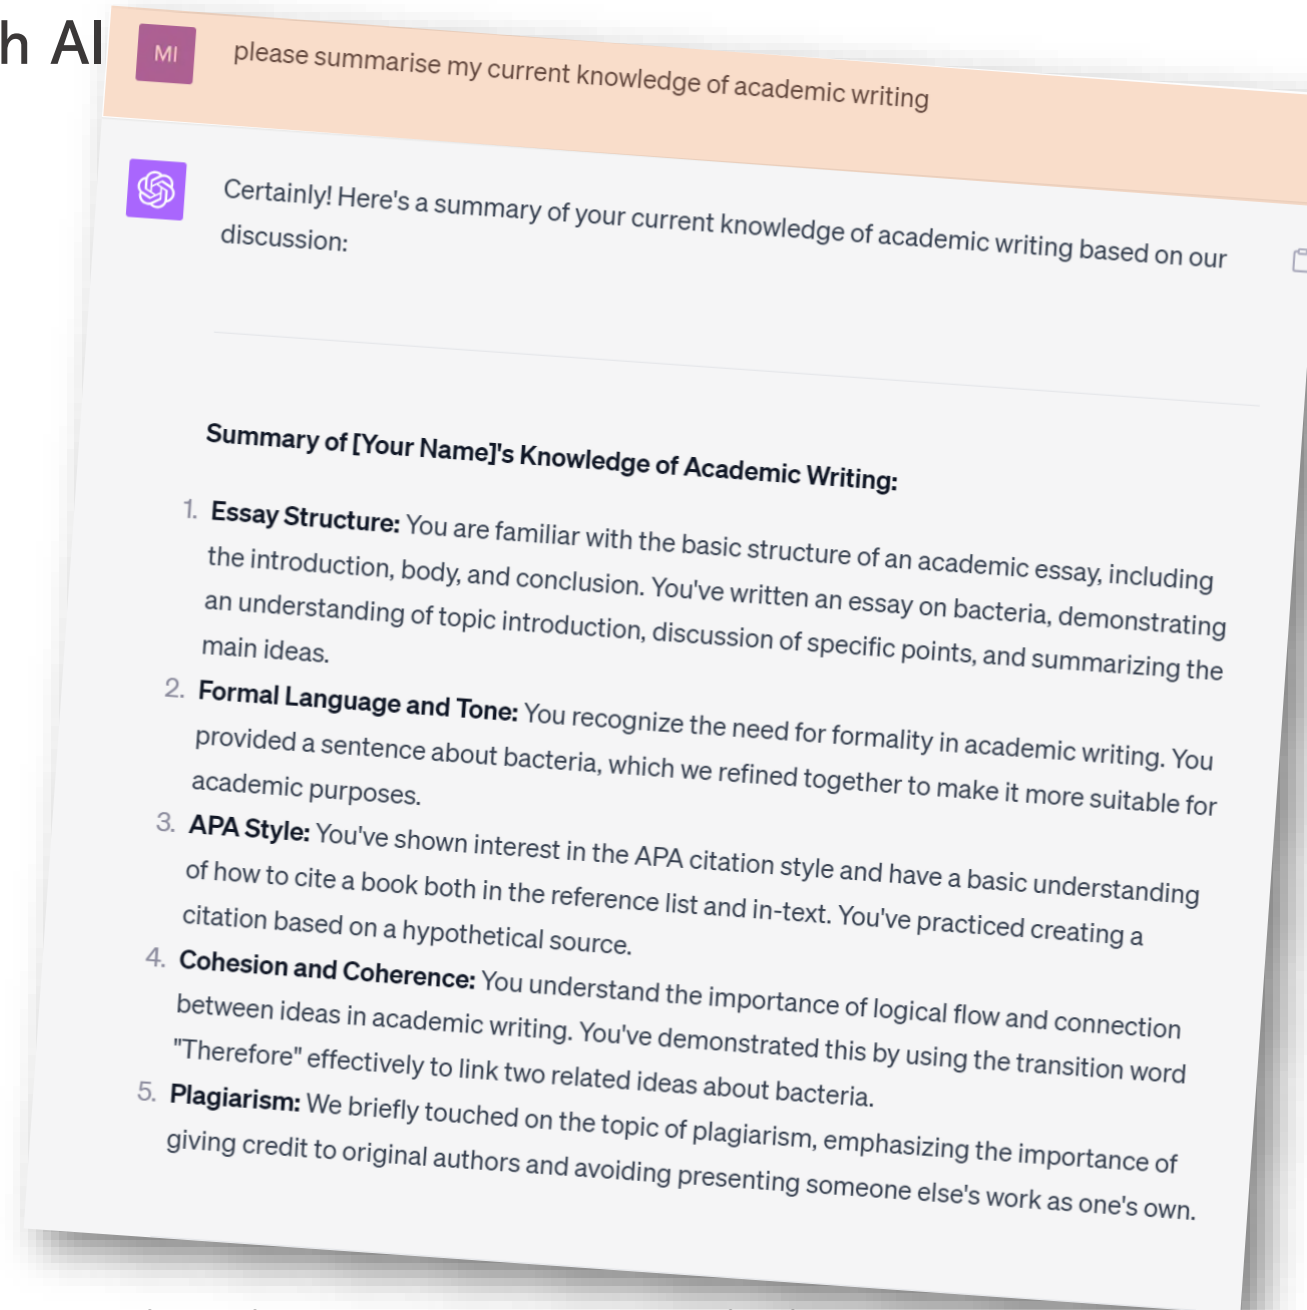 h AI
MI
please summarise my current knowledge of academic writing
Certainly! Here's a summary of your current knowledge of academic writing based on our
discussion:
Summary of [Your Name]'s Knowledge of Academic Writing:
1. Essay Structure: You are familiar with the basic structure of an academic essay, including
the introduction, body, and conclusion. You've written an essay on bacteria, demonstrating
an understanding of topic introduction, discussion of specific points, and summarizing the
main ideas.
2. Formal Language and Tone: You recognize the need for formality in academic writing. You
provided a sentence about bacteria, which we refined together to make it more suitable for
academic purposes.
3. APA Style: You've shown interest in the APA citation style and have a basic understanding
of how to cite a book both in the reference list and in-text. You've practiced creating a
citation based on a hypothetical source.
4. Cohesion and Coherence: You understand the importance of logical flow and connection
between ideas in academic writing. You've demonstrated this by using the transition word
"Therefore" effectively to link two related ideas about bacteria.
5. Plagiarism: We briefly touched on the topic of plagiarism, emphasizing the importance of
giving credit to original authors and avoiding presenting someone else's work as one's own.